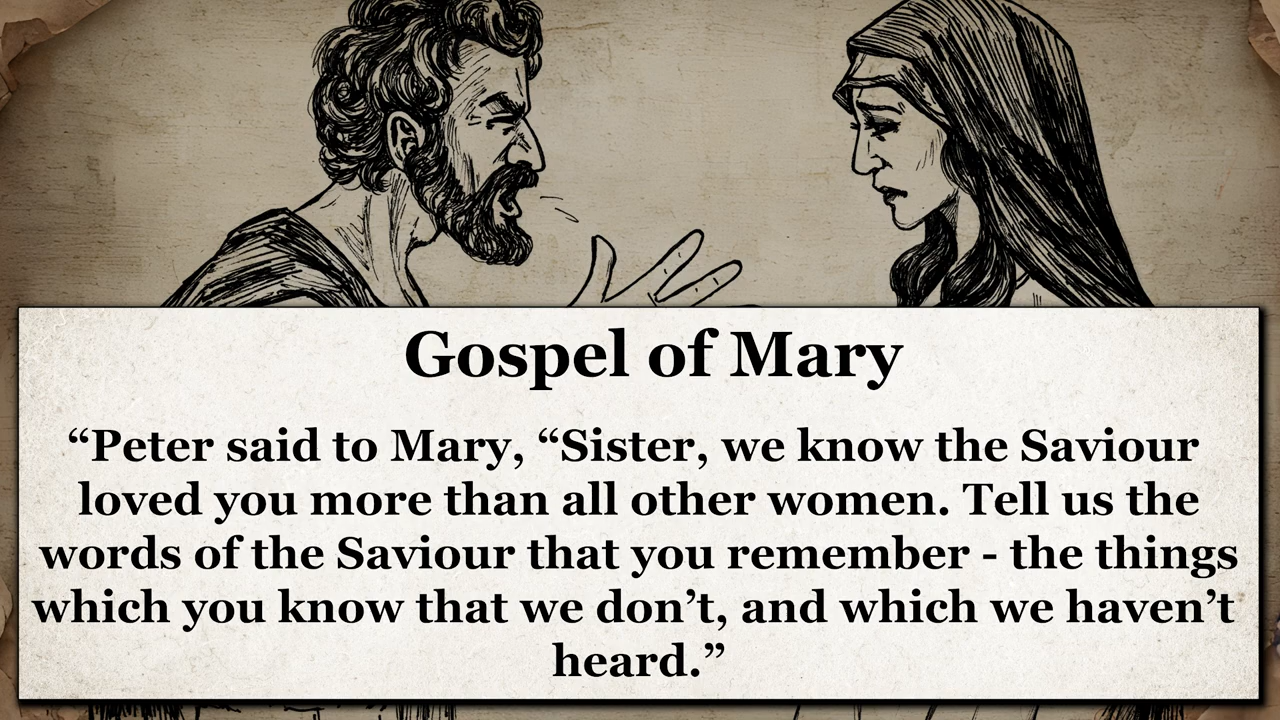 Gospel of Mary
“Peter said to Mary, “Sister, we know the Saviour
loved you more than all other women. Tell us the
words of the Saviour that you remember - the things
which you know that we don’t, and which we haven’t
heard.”